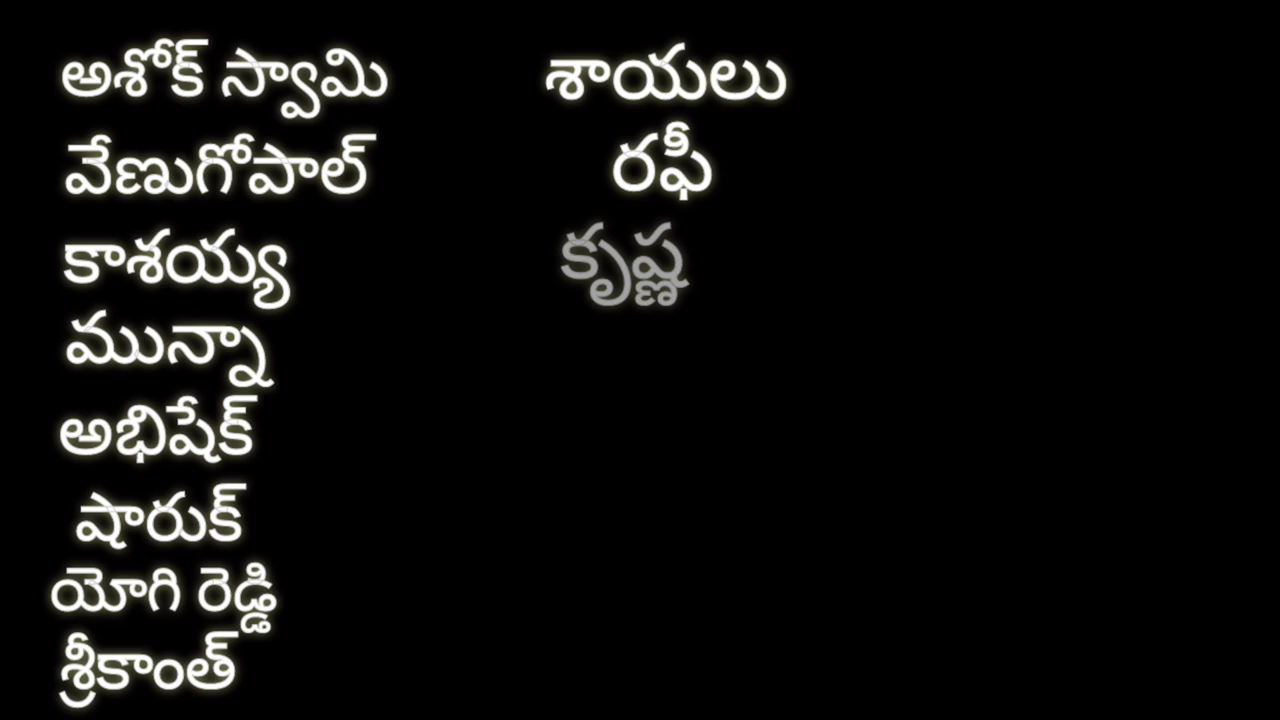 అశోక్ స్వామి
వేణుగోపాల్
కాశయ్య
మున్నా
అభిషేక్
షారుక్
యోగి రెడ్డి
శ్రీకాంత్
శాయలు
రఫీ
కృష్ణ